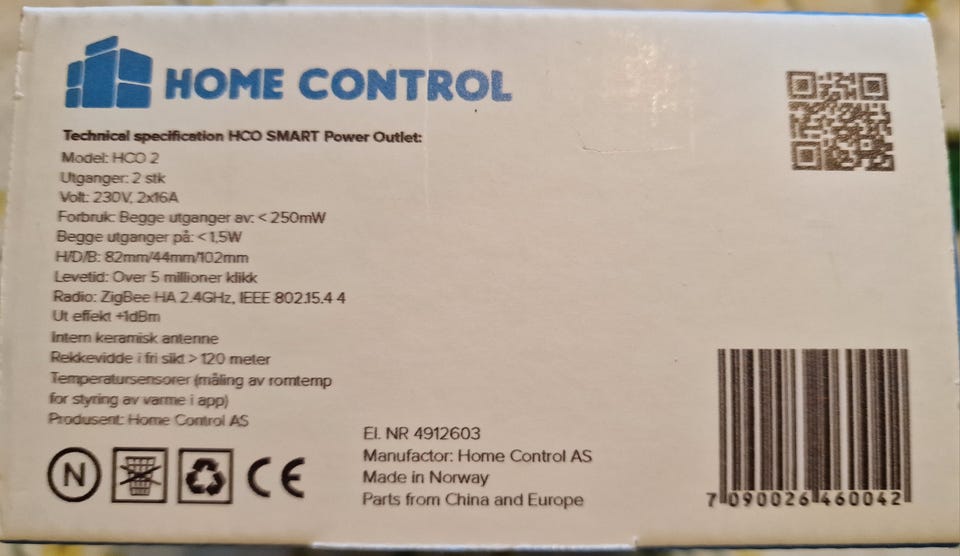 HOME CONTROL
Technical specification HCO SMART Power Outlet:
Model: HCO 2
Utganger: 2 stk
Volt: 230V, 2x16A
Forbruk: Begge utganger av: < 250mW
Begge utganger på: < 1,5W
H/D/B: 82mm/44mm/102mm
Levetid: Over 5 millioner klikk
Radio: ZigBee HA 2.4GHz, IEEE 802.15.4 4
Ut effekt +1dBm
Intern keramisk antenne
Rekkevidde i fri sikt > 120 meter
Temperatursensorer (måling av romtemp
for styring av varme i app)
Produsent: Home Control AS
N
CE
El. NR 4912603
Manufactor: Home Control AS
Made in Norway
Parts from China and Europe
7 090026 460042